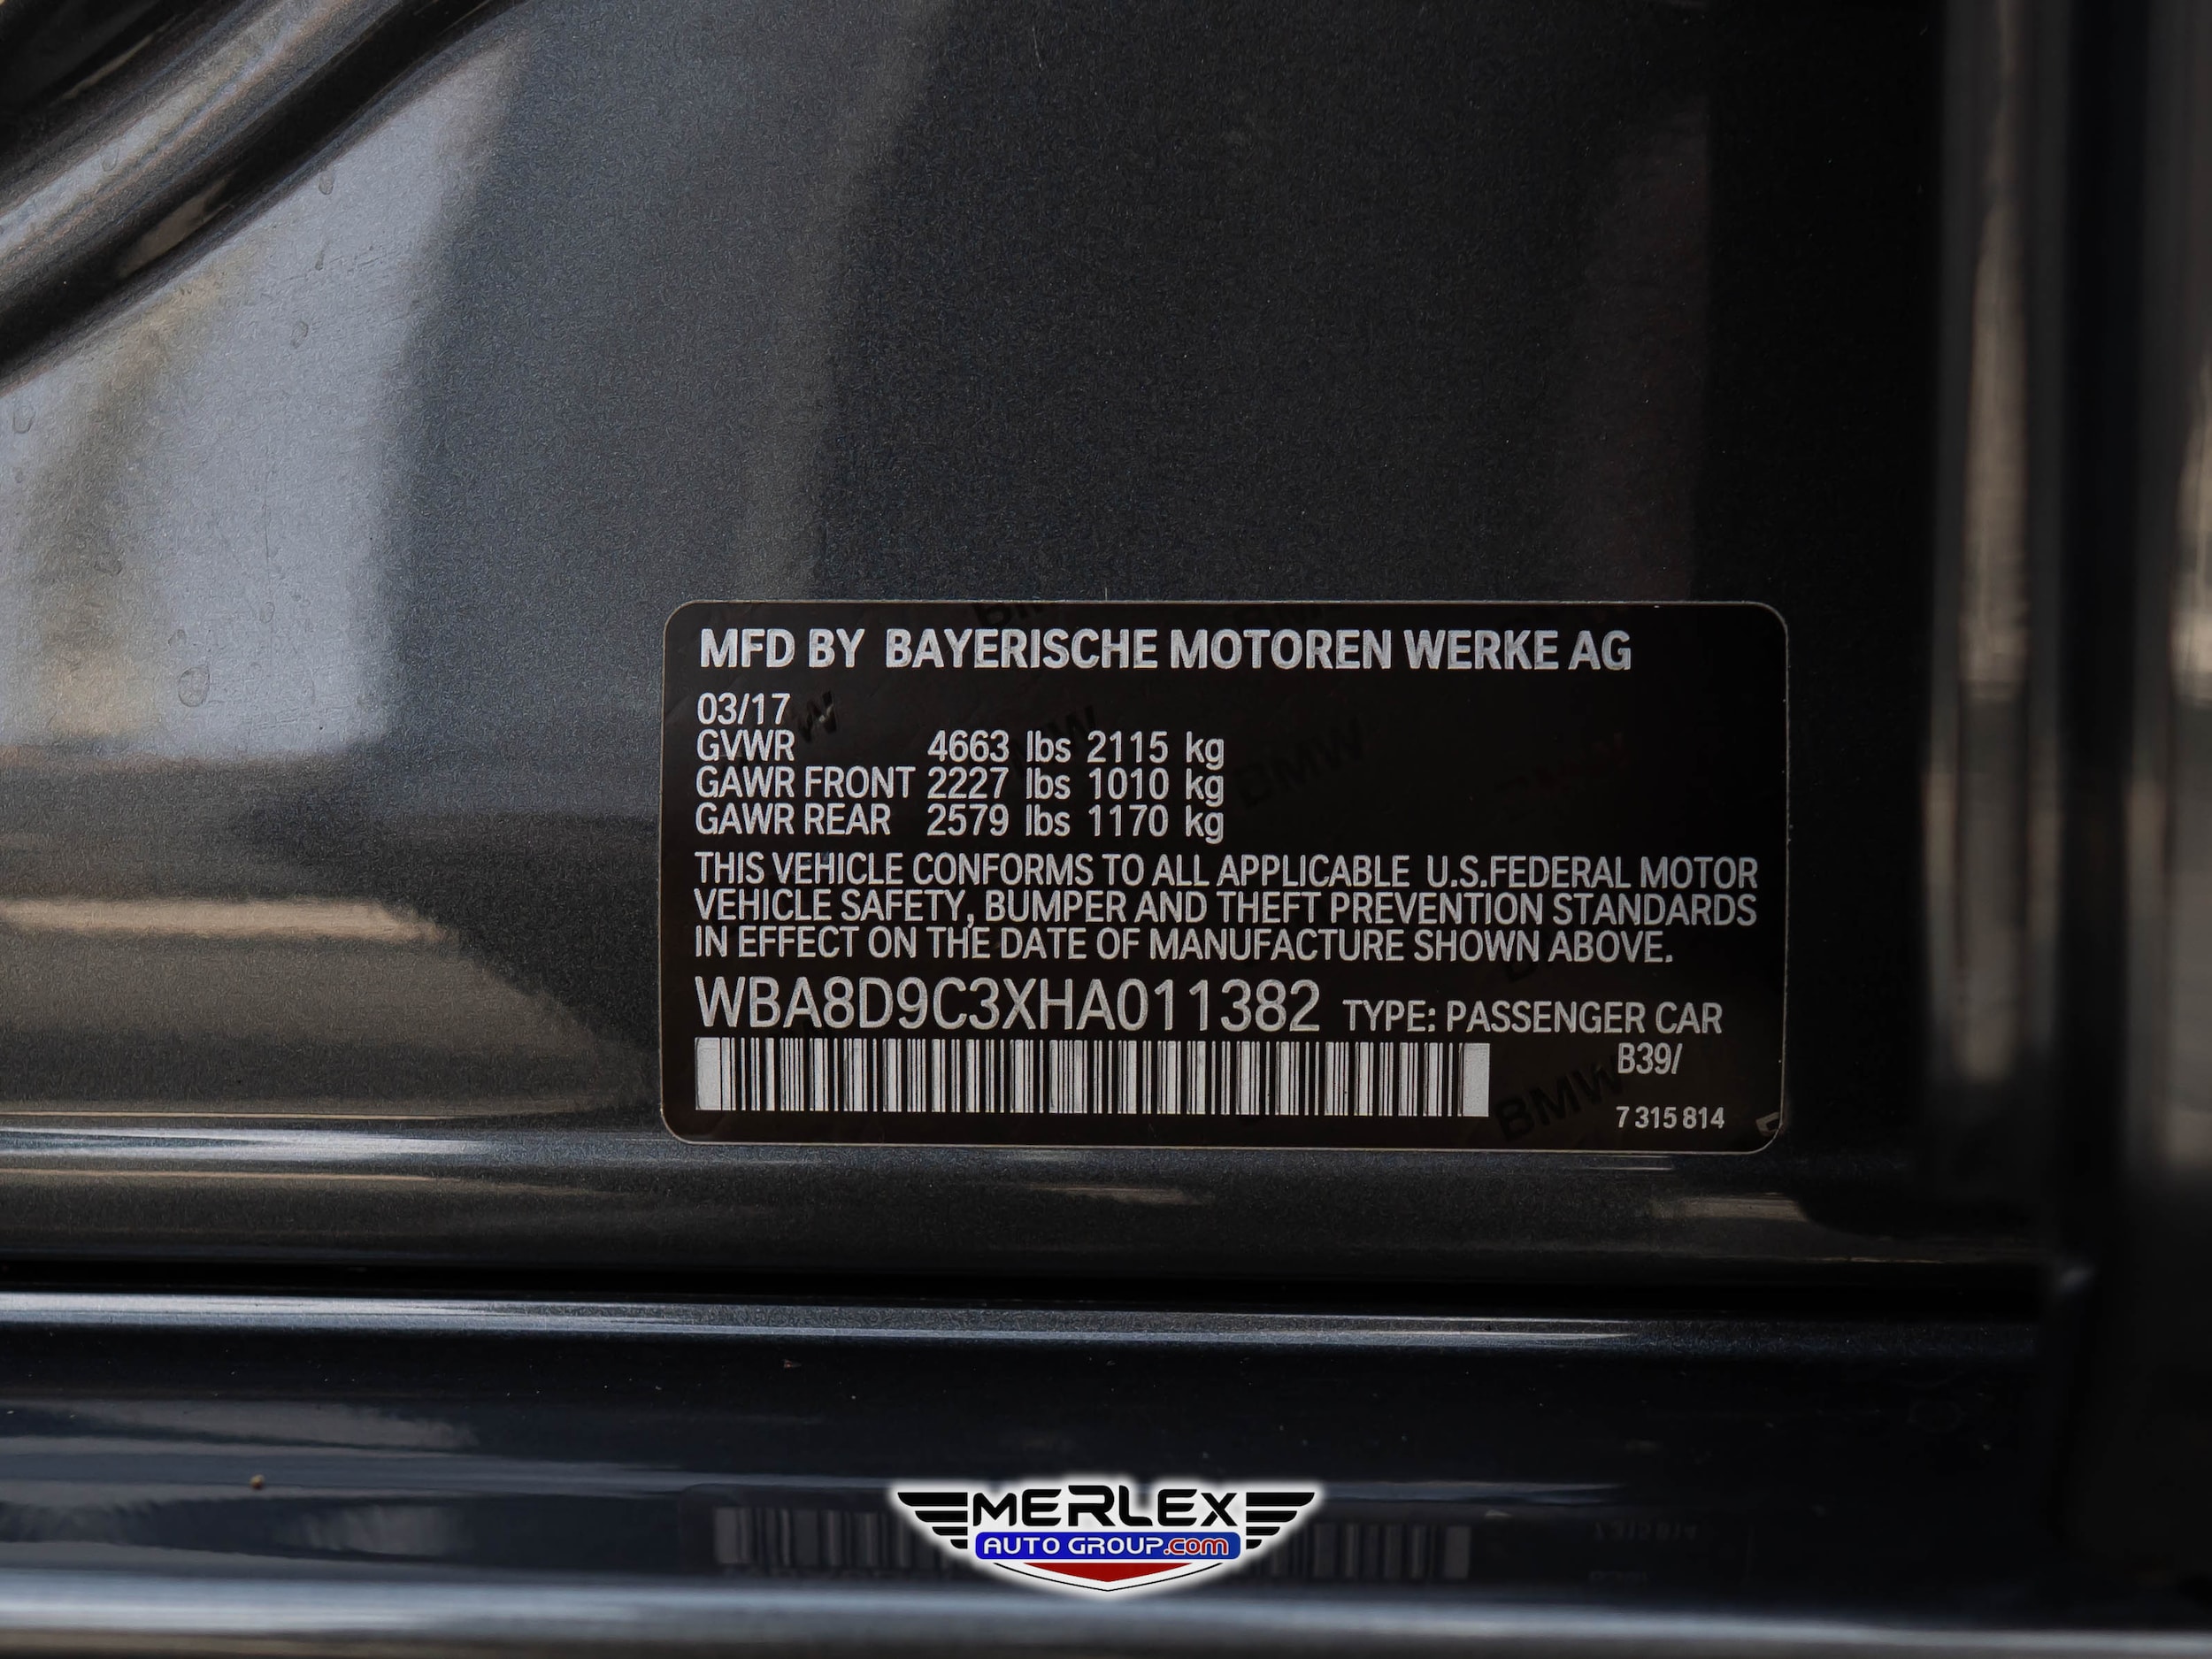 MFD BY BAYERISCHE MOTOREN WERKE AG
03/17
GVWR 4663 lbs 2115 kg
GAWR FRONT 2227 lbs 1010 kg
GAWR REAR 2579 lbs 1170 kg
THIS VEHICLE CONFORMS TO ALL APPLICABLE U.S.FEDERAL MOTOR
VEHICLE SAFETY, BUMPER AND THEFT PREVENTION STANDARDS
IN EFFECT ON THE DATE OF MANUFACTURE SHOWN ABOVE.
WBA8D9C3XHA011382 TYPE: PASSENGER CAR
B39/
BMW
7 315 814
MERLEX
AUTO GROUP.com